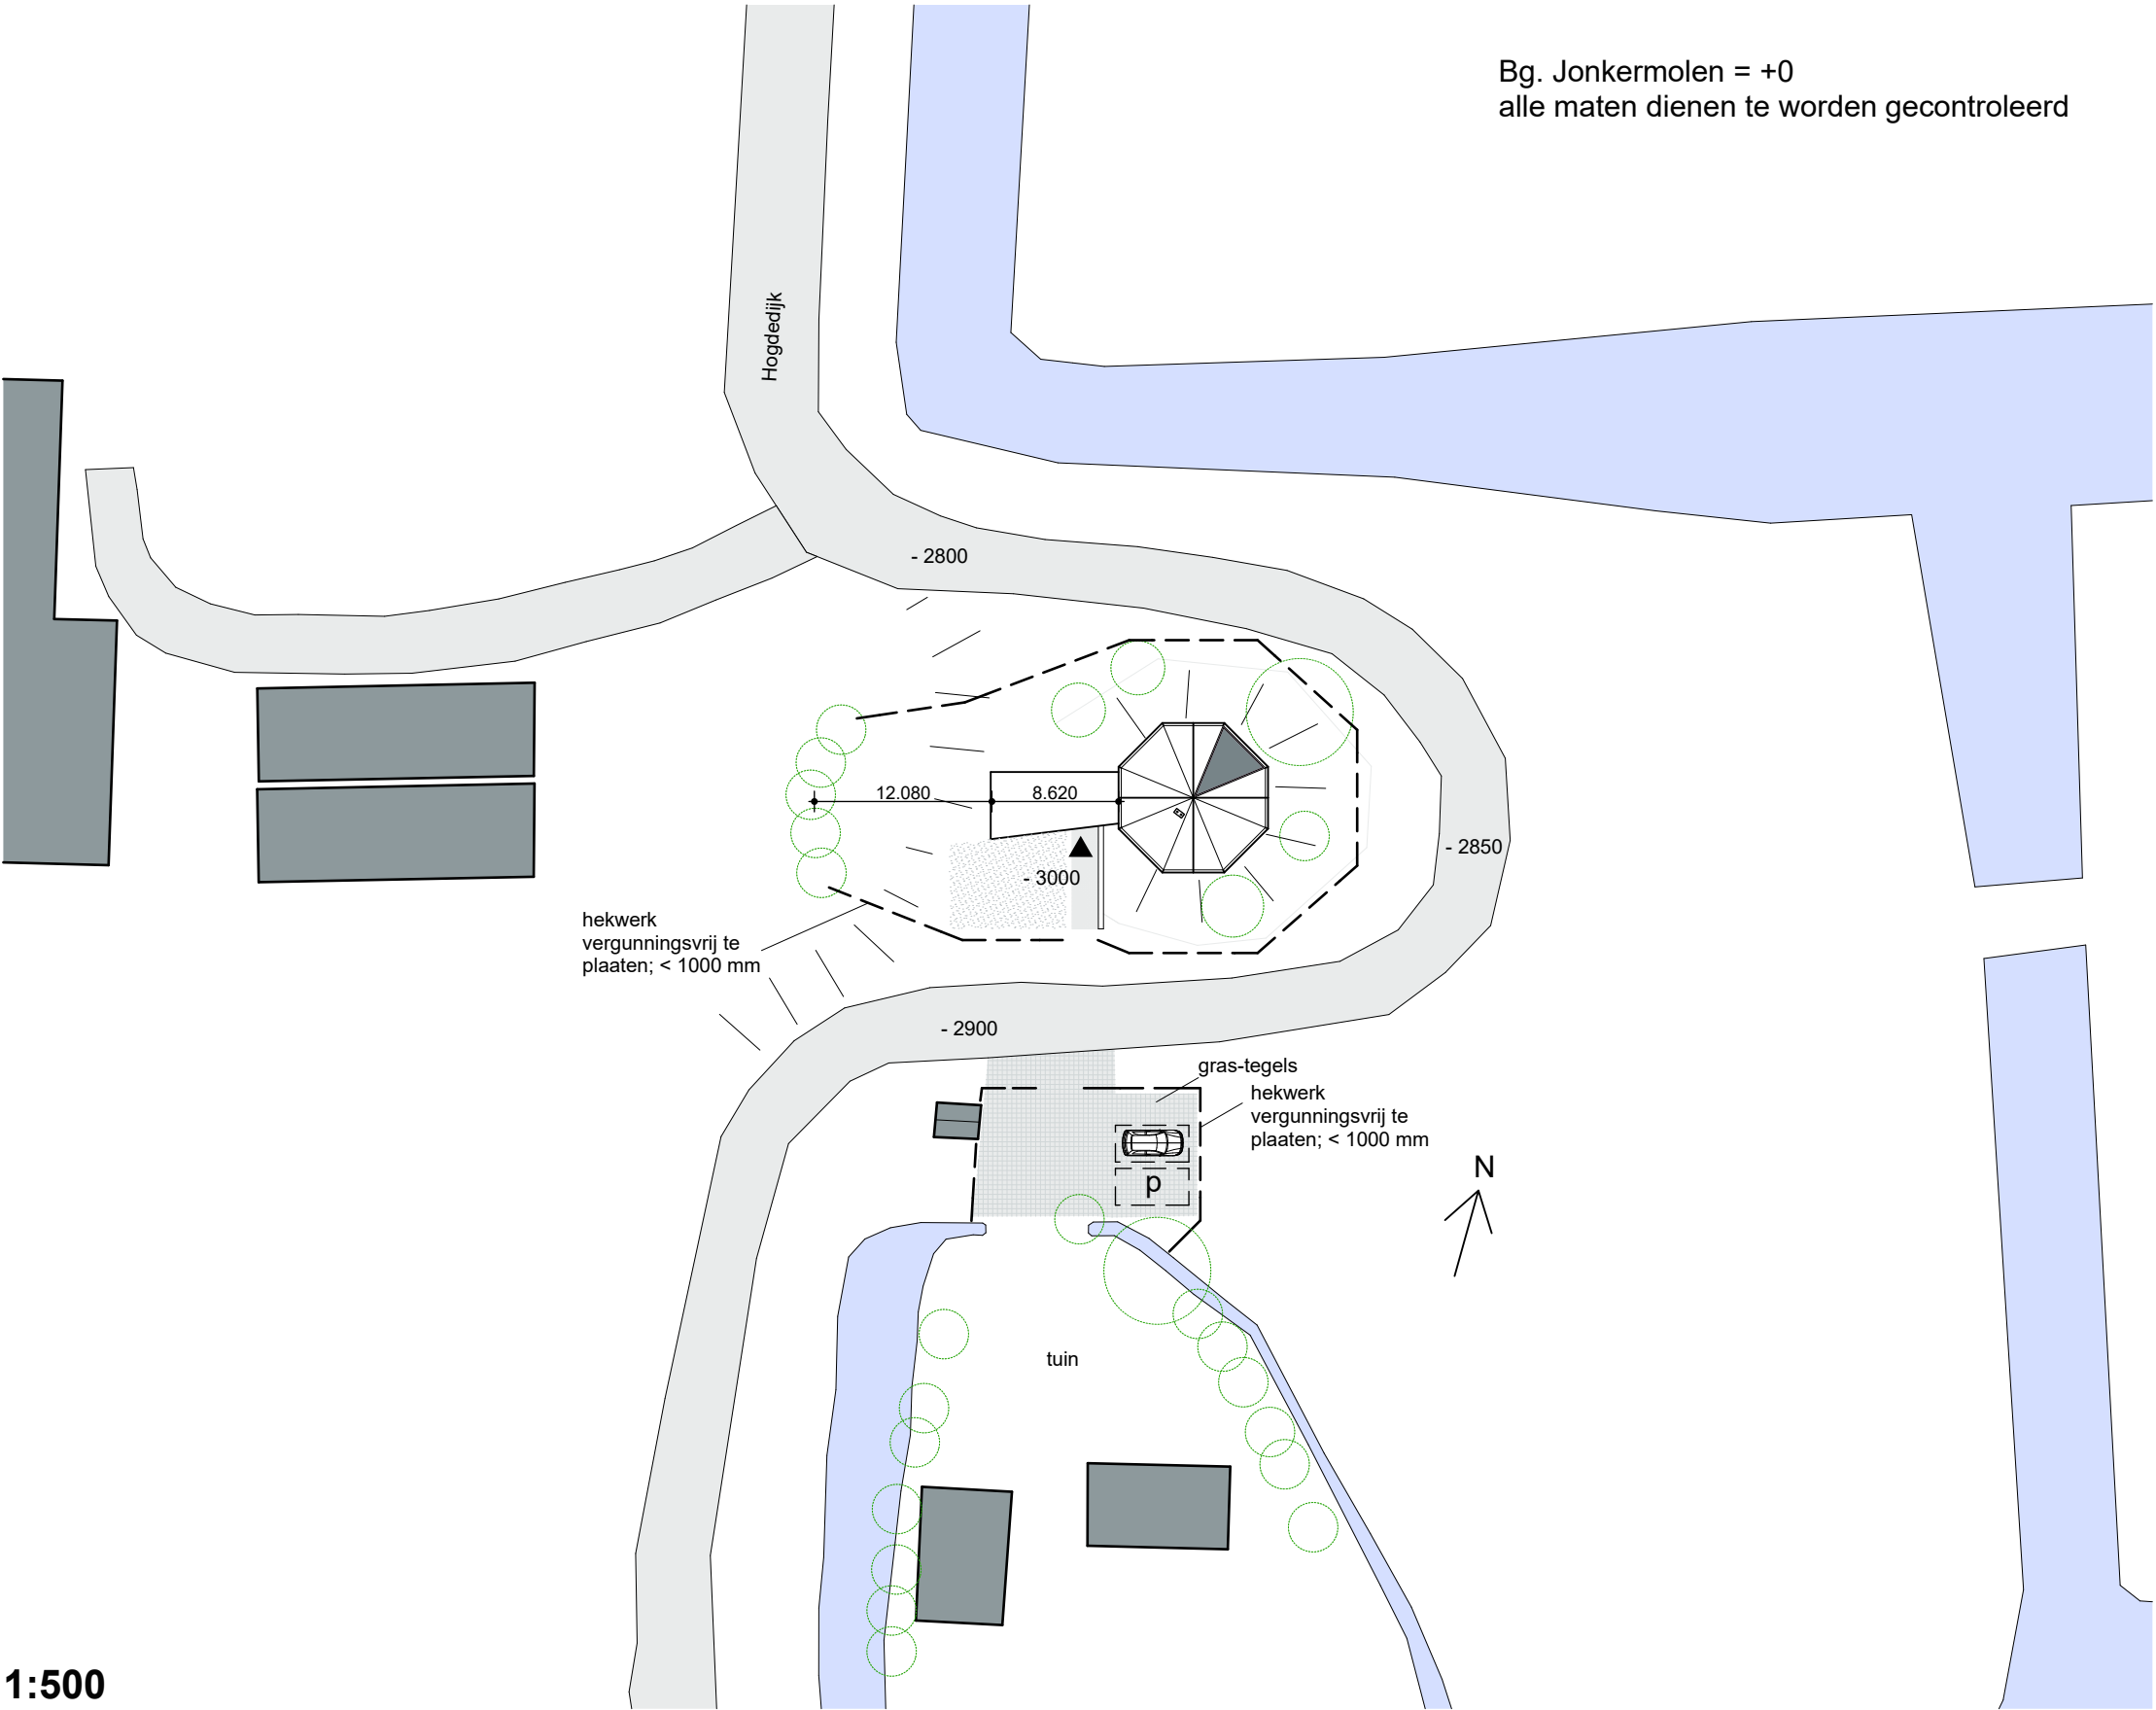 Bg. Jonkermolen = +0
alle maten dienen te worden gecontroleerd
Hogdedijk
- 2800
12.080
8.620
- 2850
- 3000
hekwerk
vergunningsvrij te
plaaten; < 1000 mm
- 2900
gras-tegels
hekwerk
vergunningsvrij te
plaaten; < 1000 mm
p
N
tuin
1:500